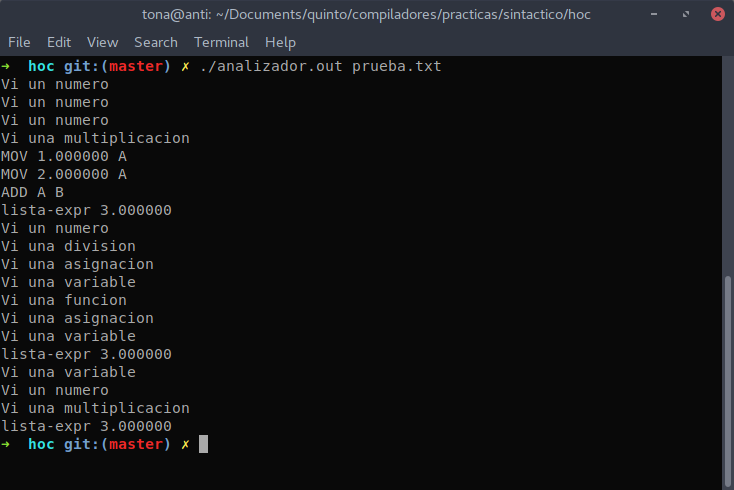 tona@anti: ~/Documents/quinto/compiladores/practicas/sintactico/hoc
File Edit View Search Terminal Help
➜ hoc git:(master) ✗ ./analizador.out prueba.txt
Vi un numero
Vi un numero
Vi un numero
Vi una multiplicacion
MOV 1.000000 A
MOV 2.000000 A
ADD A B
lista-expr 3.000000
Vi un numero
Vi una division
Vi una asignacion
Vi una variable
Vi una funcion
Vi una asignacion
Vi una variable
lista-expr 3.000000
Vi una variable
Vi un numero
Vi una multiplicacion
lista-expr 3.000000
➜ hoc git:(master) ✗